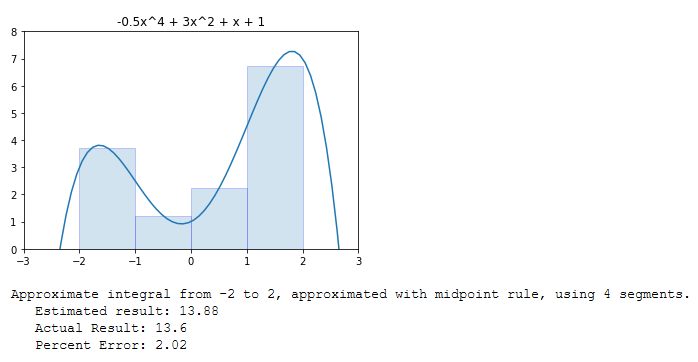 -0.5x^4 + 3x^2 + x + 1
8
7
6
5
4
3
2
1
0
−3 −2 −1 0 1 2 3
Approximate integral from -2 to 2, approximated with midpoint rule, using 4 segments.
Estimated result: 13.88
Actual Result: 13.6
Percent Error: 2.02